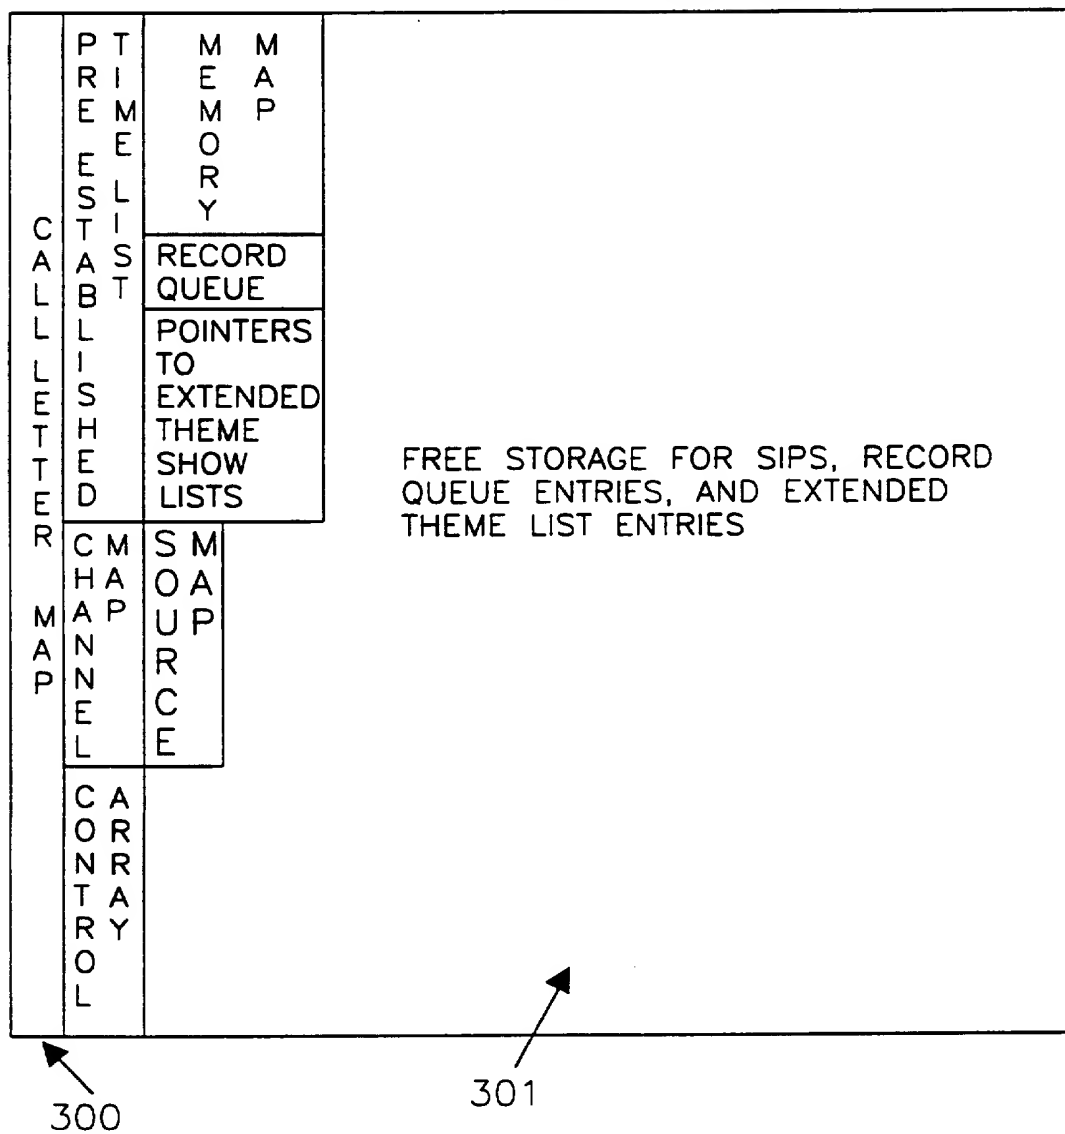 CALL LETTER MAP
PRE ESTABLISHED
TIME LIST
MEMORY
MAP
RECORD
QUEUE
POINTERS
TO
EXTENDED
THEME
SHOW
LISTS
CHANNEL
MAP
SOURCE
MAP
CONTROL
ARRAY
FREE STORAGE FOR SIPS, RECORD
QUEUE ENTRIES, AND EXTENDED
THEME LIST ENTRIES
300
301